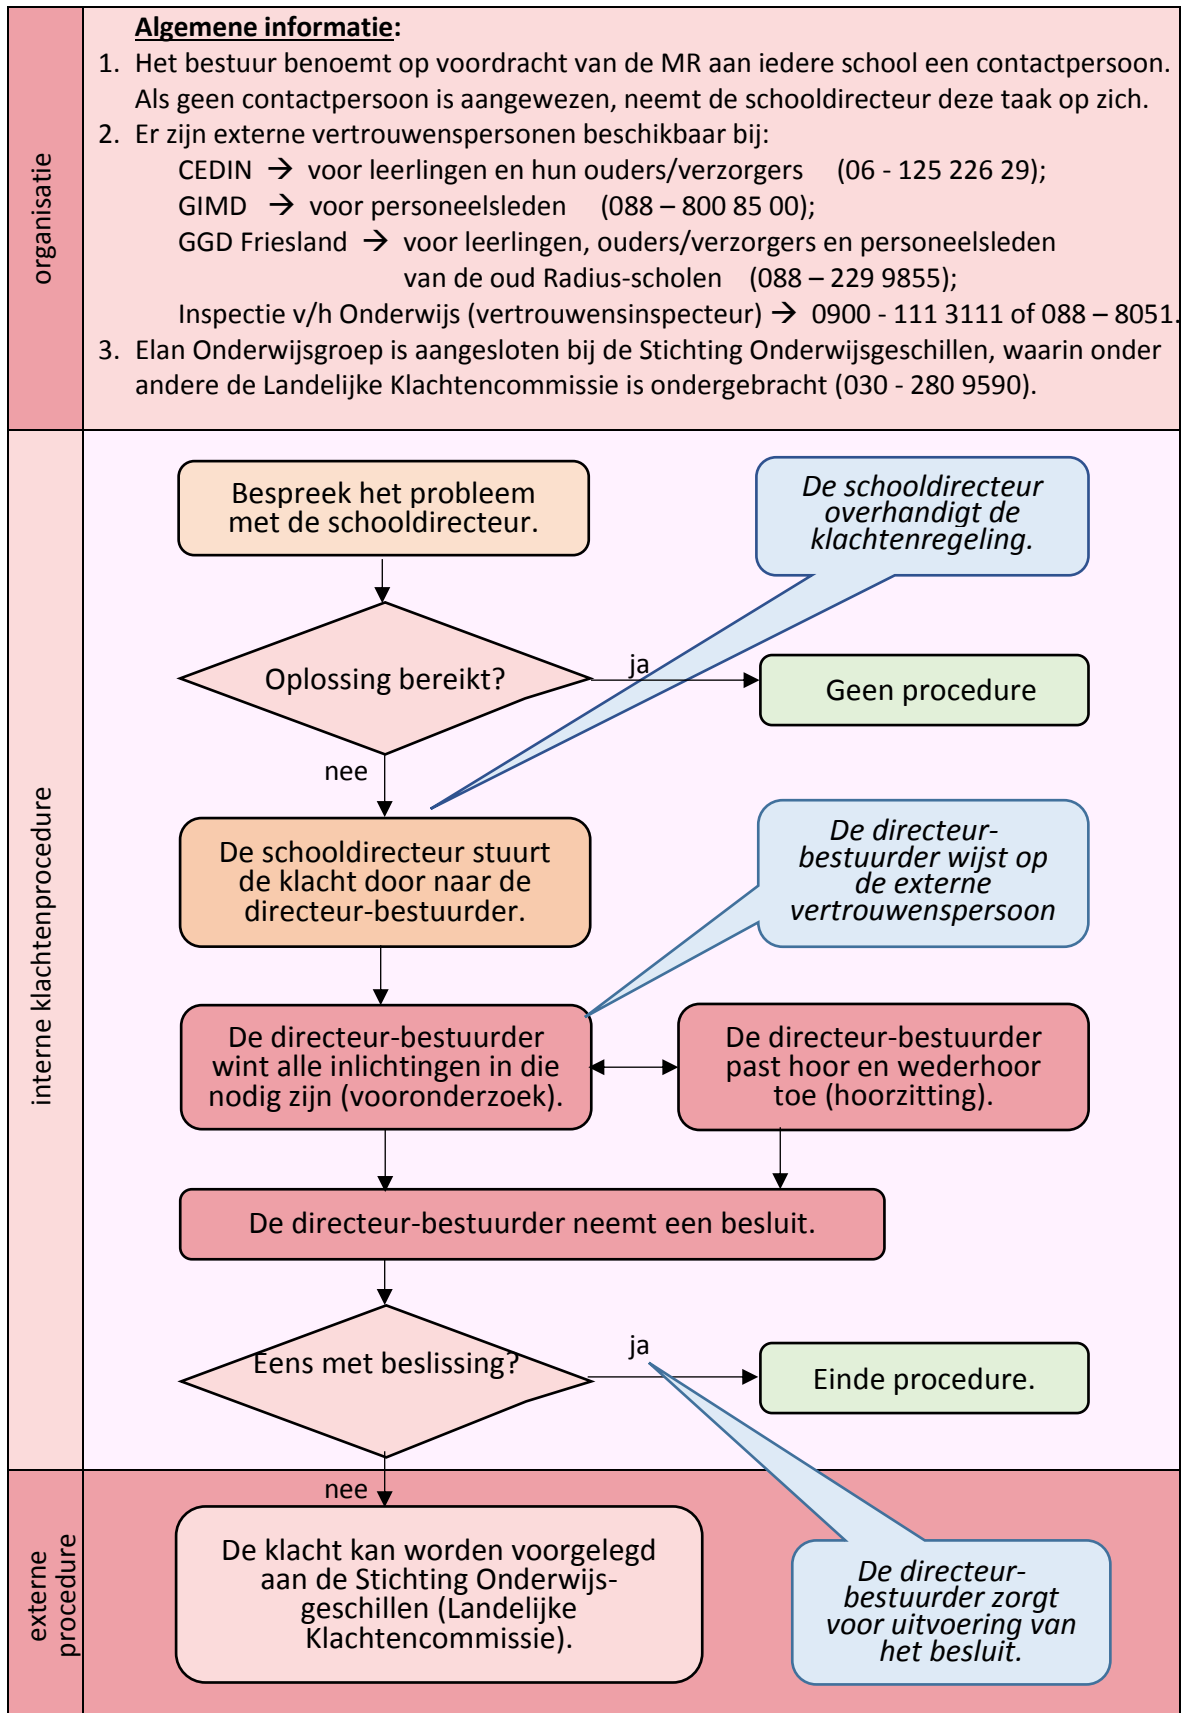 Algemene informatie:
1. Het bestuur benoemt op voordracht van de MR aan iedere school een contactpersoon.
Als geen contactpersoon is aangewezen, neemt de schooldirecteur deze taak op zich.
2. Er zijn externe vertrouwenspersonen beschikbaar bij:
CEDIN → voor leerlingen en hun ouders/verzorgers (06 - 125 226 29);
GIMD → voor personeelsleden (088 – 800 85 00);
GGD Friesland → voor leerlingen, ouders/verzorgers en personeelsleden
van de oud Radius-scholen (088 – 229 9855);
Inspectie v/h Onderwijs (vertrouwensinspecteur) → 0900 - 111 3111 of 088 – 8051.
3. Elan Onderwijsgroep is aangesloten bij de Stichting Onderwijsgeschillen, waarin onder
andere de Landelijke Klachtencommissie is ondergebracht (030 - 280 9590).
organisatie
Bespreek het probleem
met de schooldirecteur.
De schooldirecteur
overhandigt de
klachtenregeling.
Oplossing bereikt?
ja
Geen procedure
nee
De schooldirecteur stuurt
de klacht door naar de
directeur-bestuurder.
De directeur-
bestuurder wijst op
de externe
vertrouwenspersoon
interne klachtenprocedure
De directeur-bestuurder
wint alle inlichtingen in die
nodig zijn (vooronderzoek).
De directeur-bestuurder
past hoor en wederhoor
toe (hoorzitting).
De directeur-bestuurder neemt een besluit.
Eens met beslissing?
ja
Einde procedure.
nee
De klacht kan worden voorgelegd
aan de Stichting Onderwijs-
geschillen (Landelijke
Klachtencommissie).
De directeur-
bestuurder zorgt
voor uitvoering van
het besluit.
externe
procedure